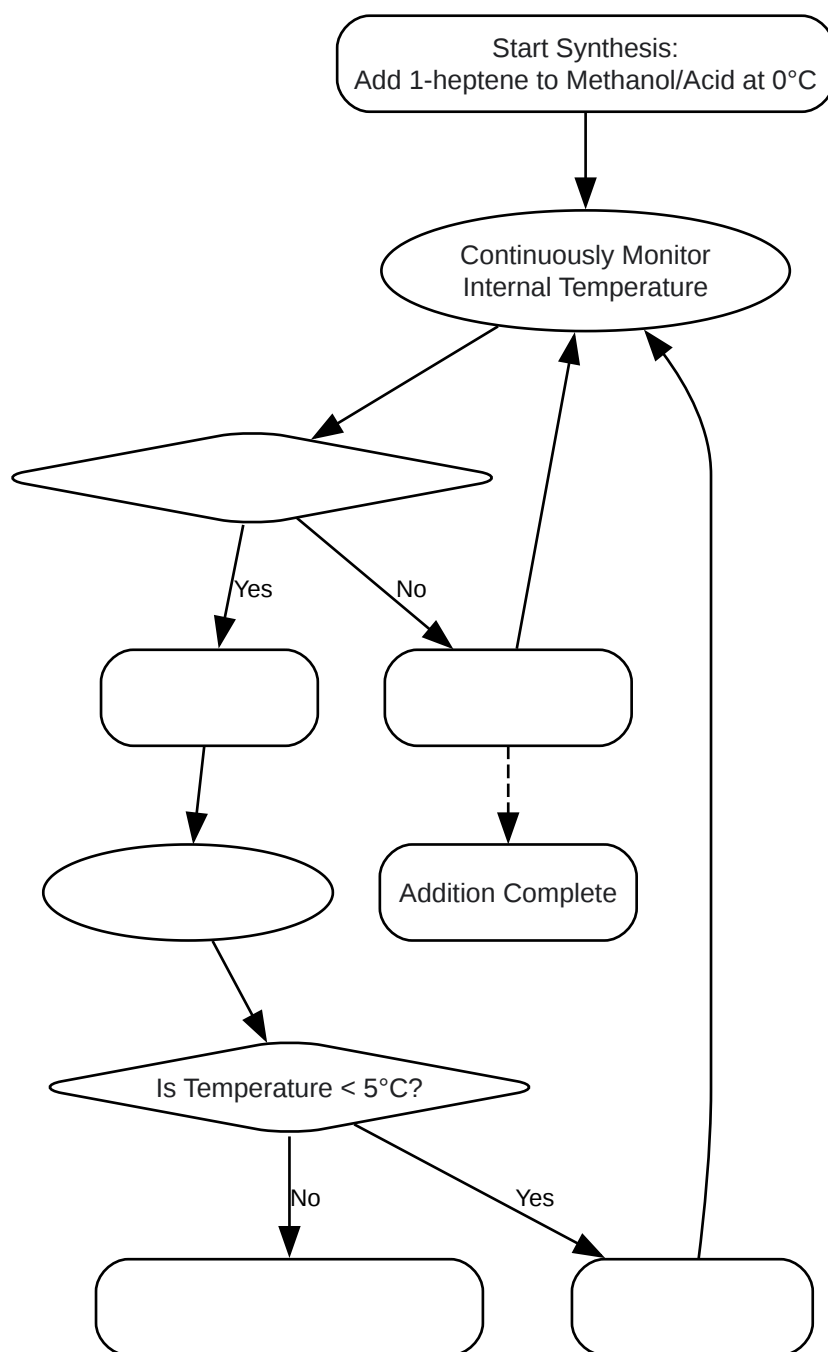 Start Synthesis:
Add 1-heptene to Methanol/Acid at 0°C
Continuously Monitor
Internal Temperature
Yes
No
Addition Complete
Is Temperature < 5°C?
No
Yes